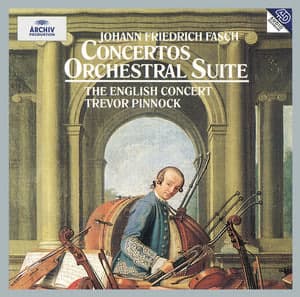 ARCHIV
PRODUKTION
JOHANN FRIEDRICH FASCH
CONCERTOS
ORCHESTRAL SUITE
THE ENGLISH CONCERT
TREVOR PINNOCK